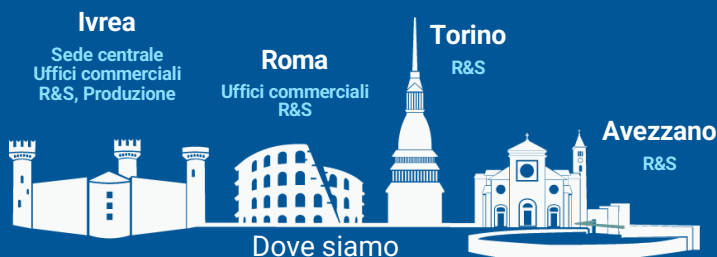 Ivrea
Sede centrale
Uffici commerciali
R&S, Produzione
Roma
Uffici commerciali
R&S
Torino
R&S
Avezzano
R&S
Dove siamo